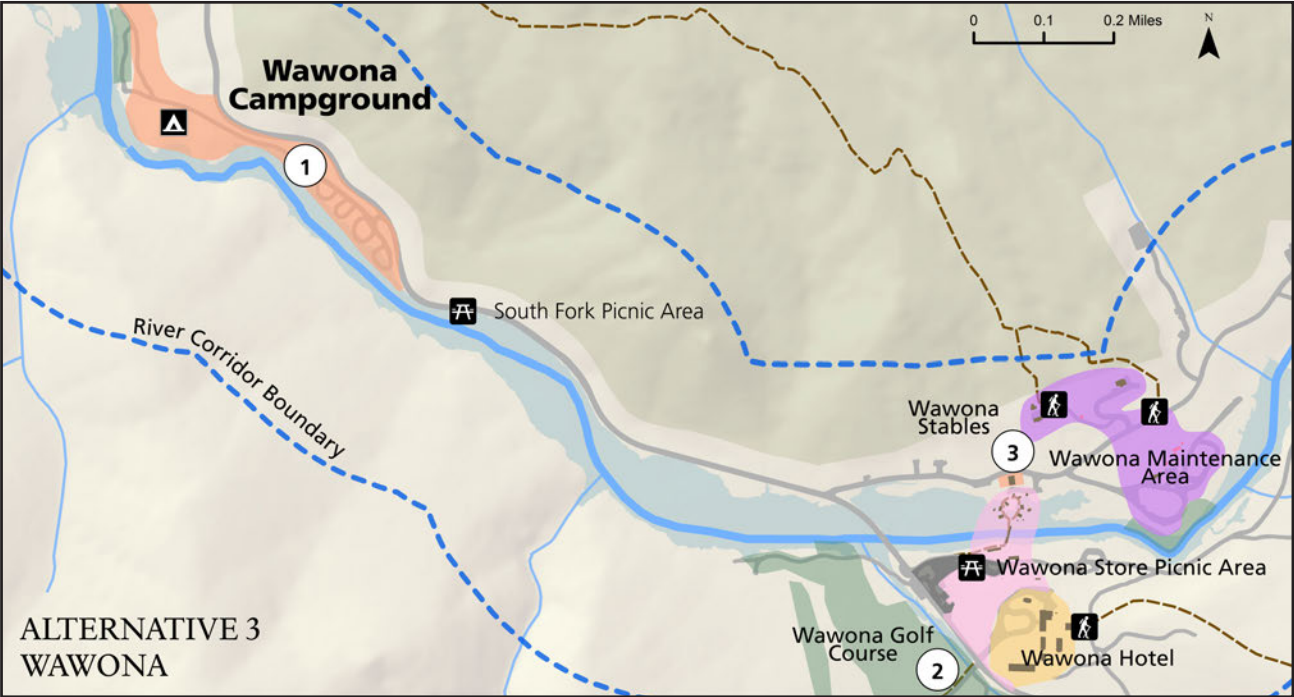 0 0.1 0.2 Miles
N
Wawona
Campground
1
South Fork Picnic Area
River Corridor Boundary
Wawona
Stables
3
Wawona Maintenance
Area
Wawona Store Picnic Area
Wawona Golf
Course
2
Wawona Hotel
ALTERNATIVE 3
WAWONA